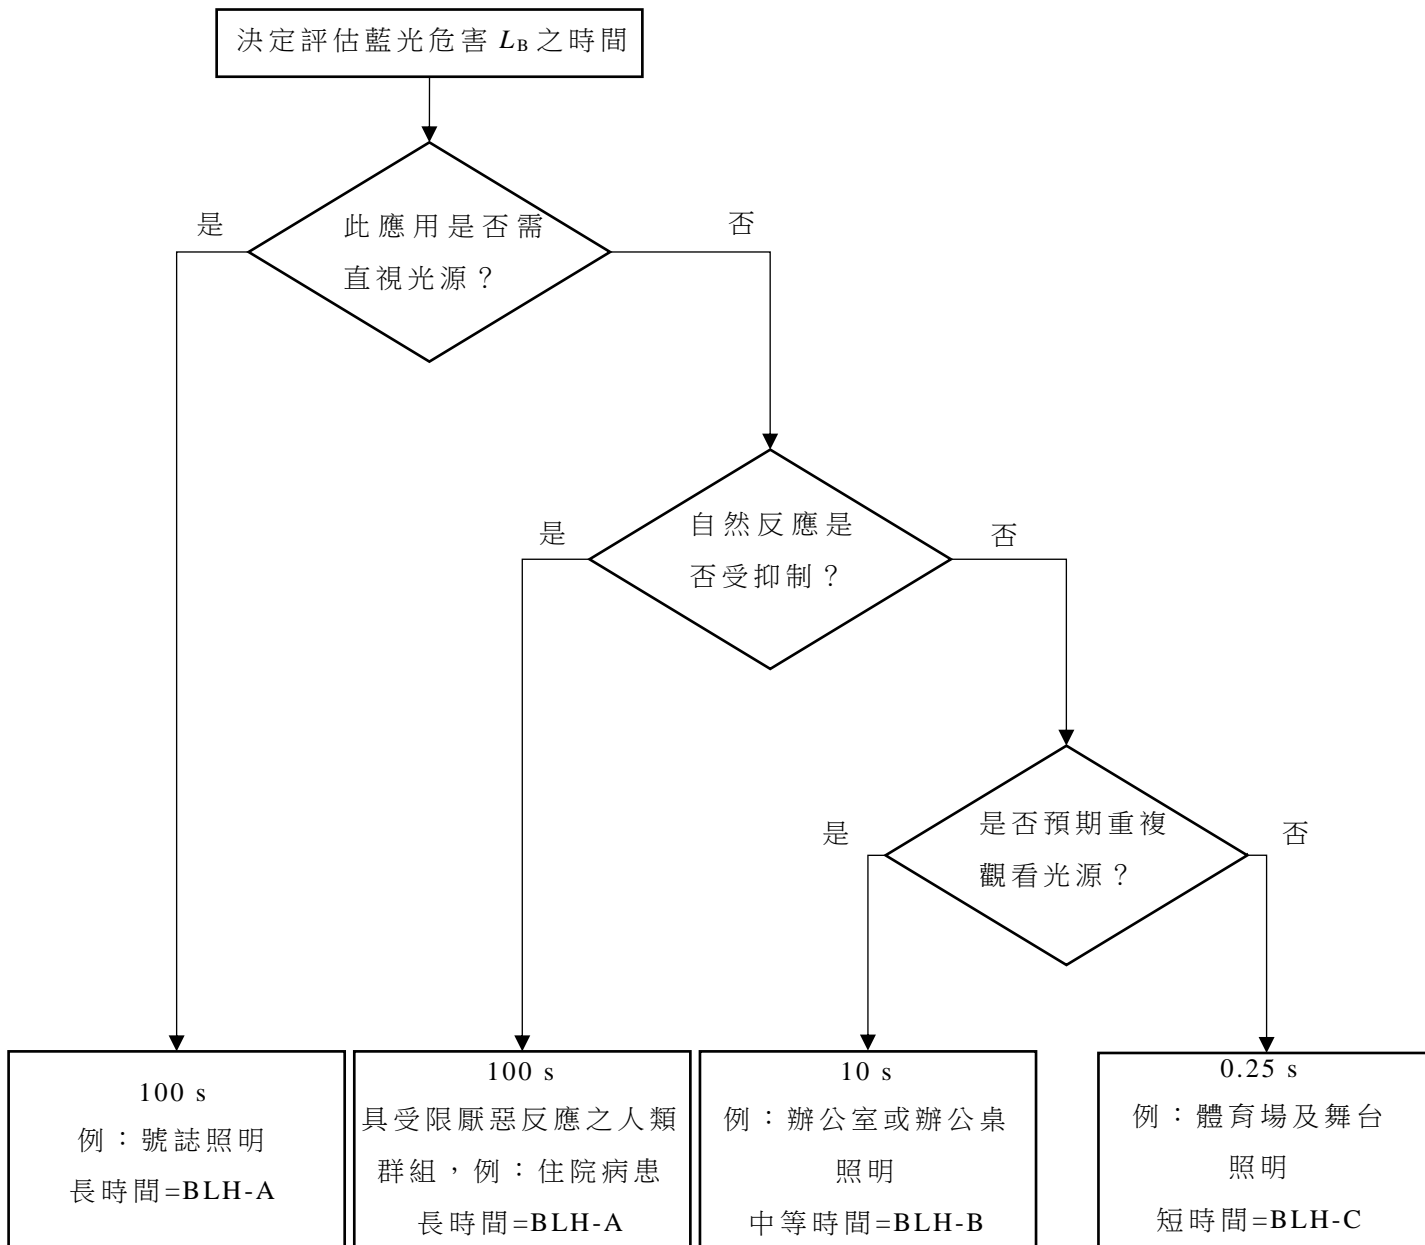 決定評估藍光危害 LB 之時間
是
此應用是否需
直視光源？
否
是
自然反應是
否受抑制？
否
是
是否預期重複
觀看光源？
否
100 s
例：號誌照明
長時間=BLH-A
100 s
具受限厭惡反應之人類
群組，例：住院病患
長時間=BLH-A
10 s
例：辦公室或辦公桌
照明
中等時間=BLH-B
0.25 s
例：體育場及舞台
照明
短時間=BLH-C